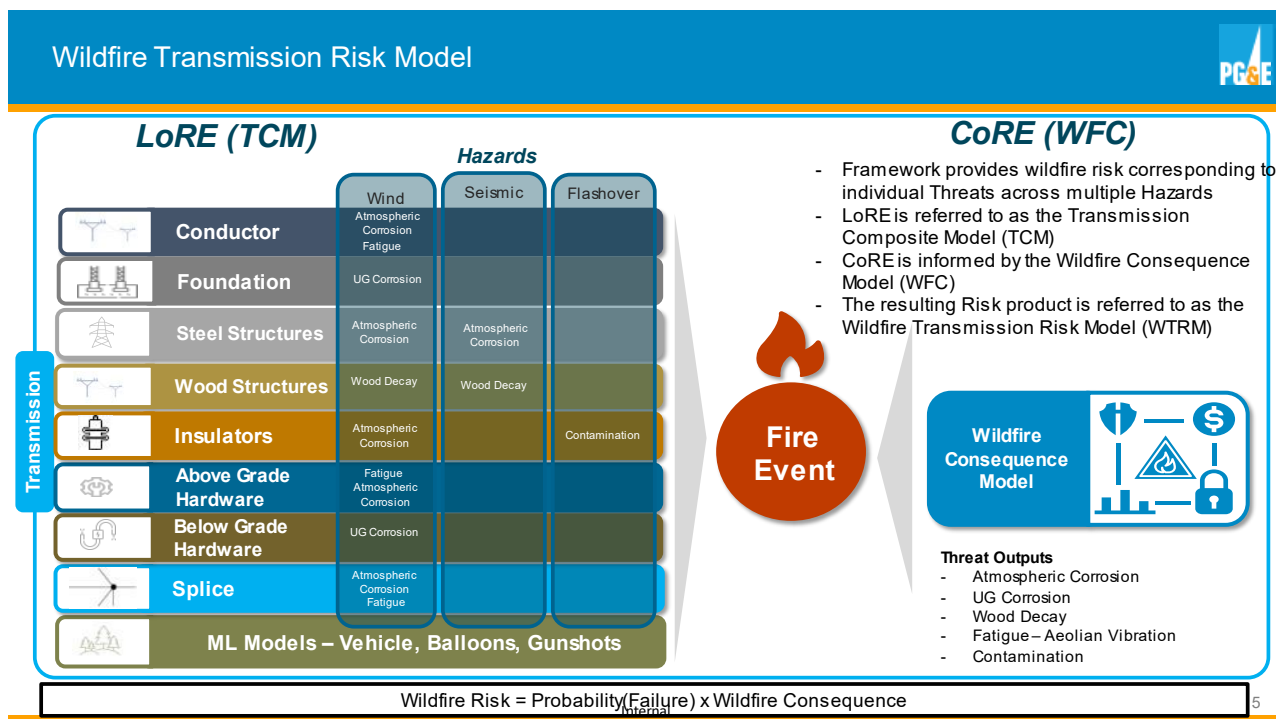 Wildfire Transmission Risk Model
PG&E
LoRE (TCM)
Hazards
Wind
Seismic
Flashover
Transmission
Conductor
Atmospheric
Corrosion
Fatigue
Foundation
UG Corrosion
Steel Structures
Atmospheric
Corrosion
Atmospheric
Corrosion
Wood Structures
Wood Decay
Wood Decay
Insulators
Atmospheric
Corrosion
Contamination
Above Grade
Hardware
Fatigue
Atmospheric
Corrosion
Below Grade
Hardware
UG Corrosion
Splice
Atmospheric
Corrosion
Fatigue
ML Models – Vehicle, Balloons, Gunshots
Fire
Event
CoRE (WFC)
- Framework provides wildfire risk corresponding to
individual Threats across multiple Hazards
- LoRE is referred to as the Transmission
Composite Model (TCM)
- CoRE is informed by the Wildfire Consequence
Model (WFC)
- The resulting Risk product is referred to as the
Wildfire Transmission Risk Model (WTRM)
Wildfire
Consequence
Model
$
Threat Outputs
- Atmospheric Corrosion
- UG Corrosion
- Wood Decay
- Fatigue – Aeolian Vibration
- Contamination
Wildfire Risk = Probability(Failure) x Wildfire Consequence
Internal
5